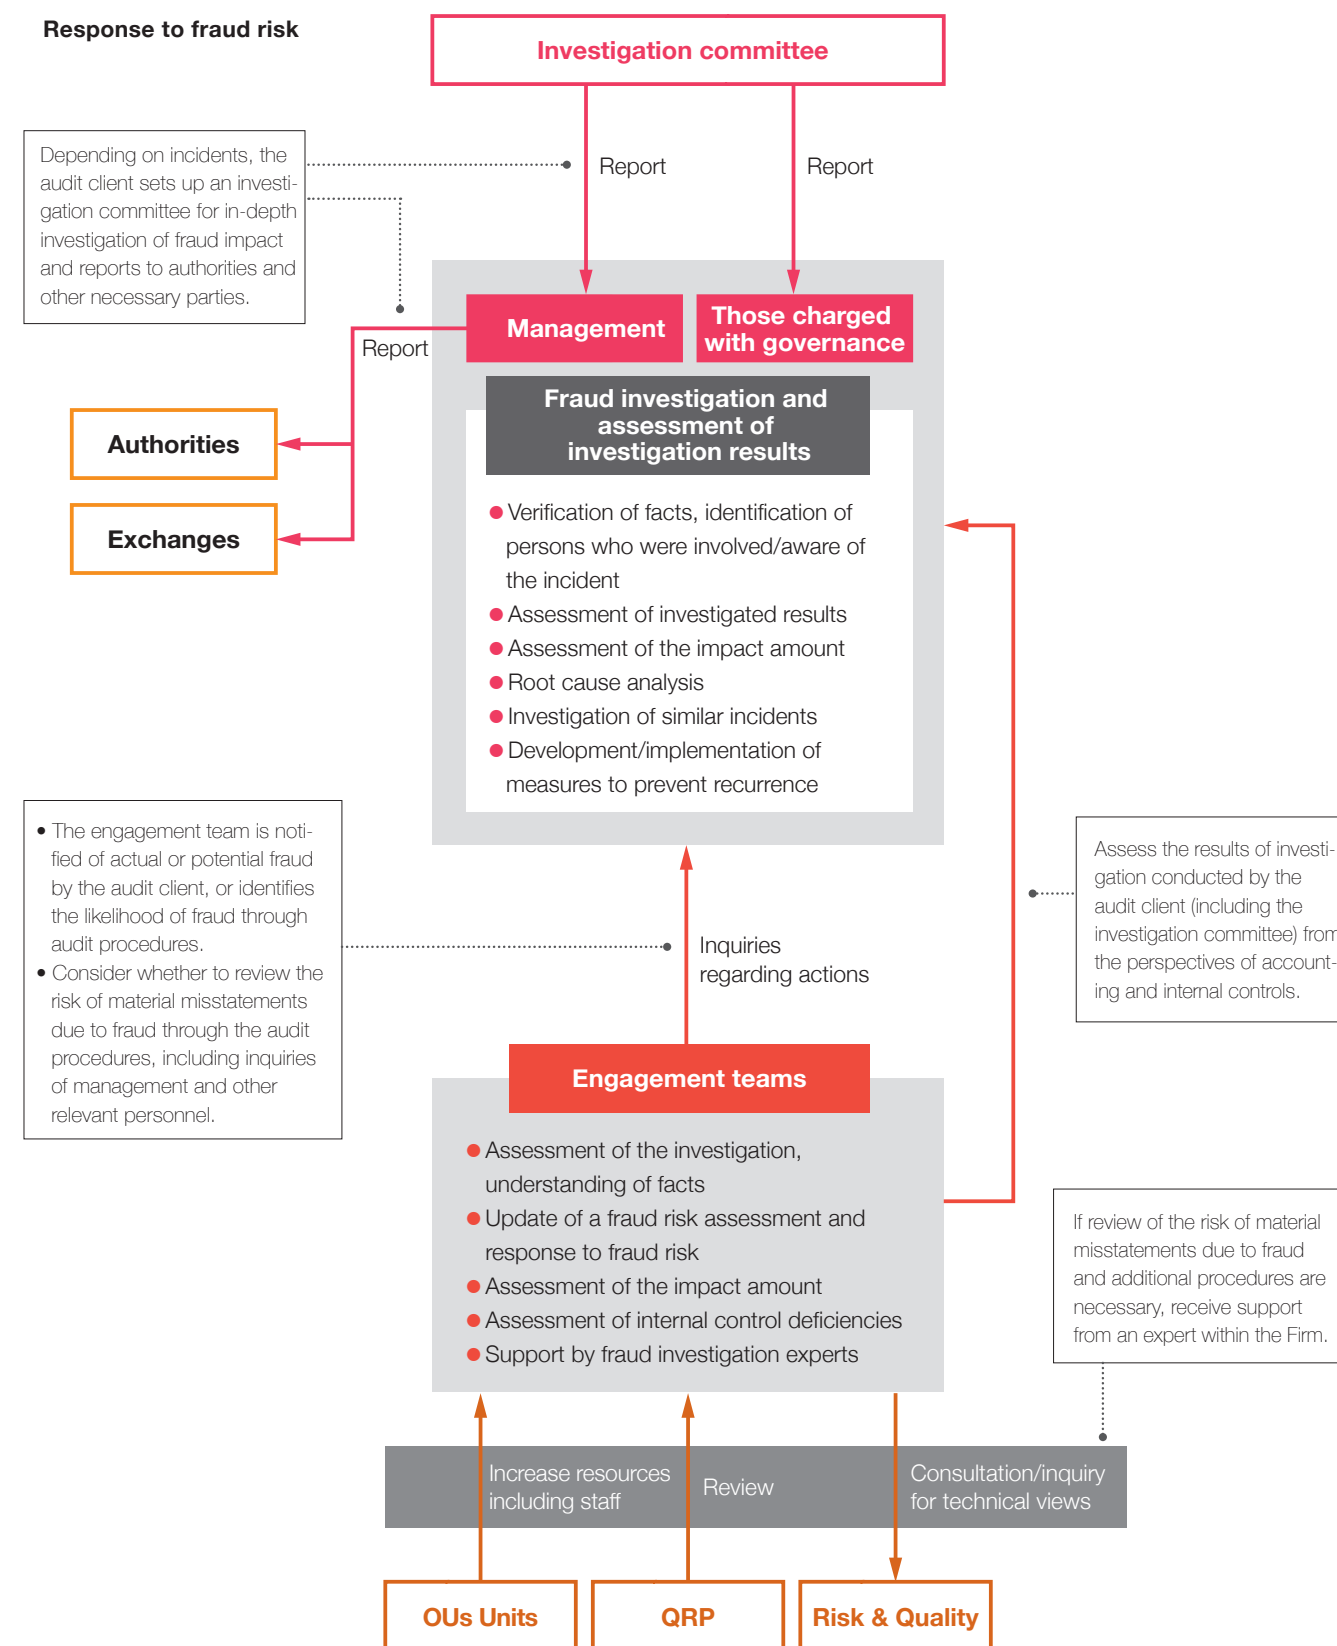 Response to fraud risk
Investigation committee
Depending on incidents, the
audit client sets up an investi-
gation committee for in-depth
investigation of fraud impact
and reports to authorities and
other necessary parties.
Report
Report
Management
Those charged
with governance
Report
Authorities
Exchanges
Fraud investigation and
assessment of
investigation results
● Verification of facts, identification of
persons who were involved/aware of
the incident
● Assessment of investigated results
● Assessment of the impact amount
● Root cause analysis
● Investigation of similar incidents
● Development/implementation of
measures to prevent recurrence
• The engagement team is noti-
fied of actual or potential fraud
by the audit client, or identifies
the likelihood of fraud through
audit procedures.
• Consider whether to review the
risk of material misstatements
due to fraud through the audit
procedures, including inquiries
of management and other
relevant personnel.
Inquiries
regarding actions
Assess the results of investi-
gation conducted by the
audit client (including the
investigation committee) from
the perspectives of account-
ing and internal controls.
Engagement teams
● Assessment of the investigation,
understanding of facts
● Update of a fraud risk assessment and
response to fraud risk
● Assessment of the impact amount
● Assessment of internal control deficiencies
● Support by fraud investigation experts
If review of the risk of material
misstatements due to fraud
and additional procedures are
necessary, receive support
from an expert within the Firm.
Increase resources
including staff
Review
Consultation/inquiry
for technical views
OUs Units
QRP
Risk & Quality